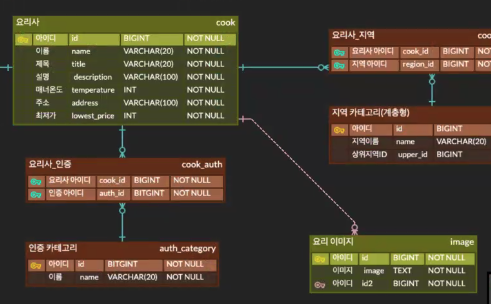 요리사 cook
아이디 id BIGINT NOT NULL
이름 name VARCHAR(20) NOT NULL
제목 title VARCHAR(20) NOT NULL
설명 description VARCHAR(100) NOT NULL
매너온도 temperature INT NOT NULL
주소 address VARCHAR(100) NOT NULL
최저가 lowest_price INT NOT NULL
요리사_지역 coo
요리사 아이디 cook_id BIGINT NOT
지역 아이디 region_id BIGINT NOT
지역 카테고리(계층형)
아이디 id BIGINT
지역이름 name VARCHAR(20)
상위지역ID upper_id BIGINT
요리사_인증 cook_auth
요리사 아이디 cook_id BIGINT NOT NULL
인증 아이디 auth_id BITGINT NOT NULL
인증 카테고리 auth_category
아이디 id BIGINT NOT NULL
이름 name VARCHAR(20) NOT NULL
요리 이미지 image
아이디 id BIGINT NOT NULL
이미지 image TEXT NOT NULL
아이디 id2 BIGINT NOT NULL